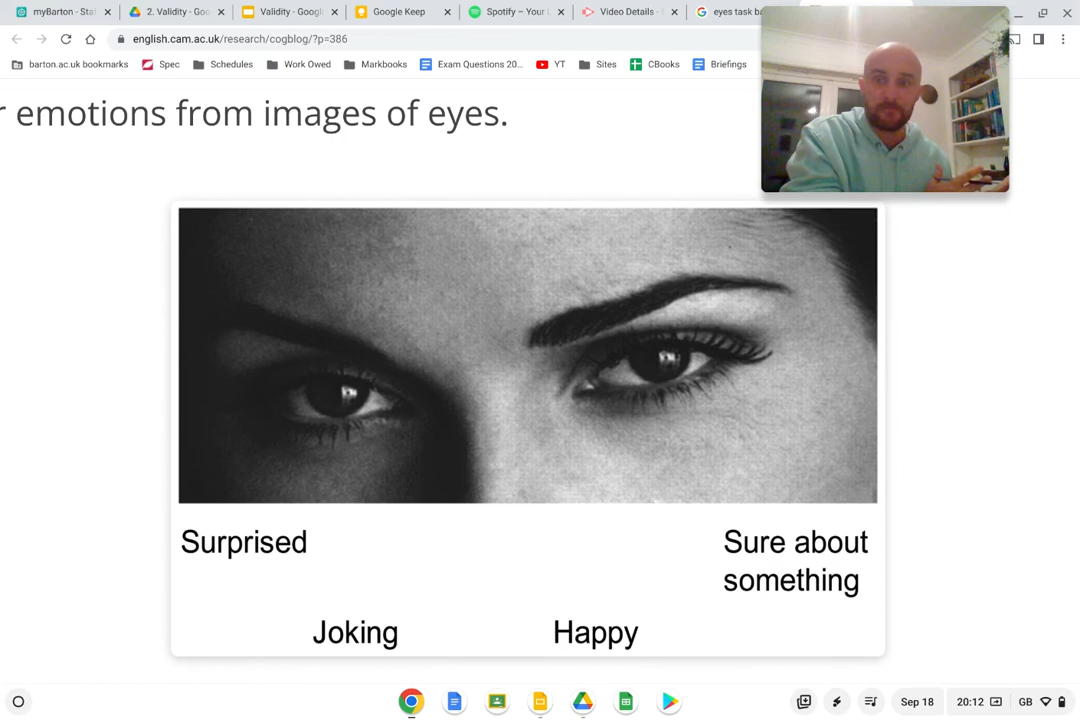 myBarton - Staf
2. Validity - Goo
Validity - Googl
Google Keep
Spotify – Your L
Video Details -
eyes task ba
english.cam.ac.uk/research/cogblog/?p=386
barton.ac.uk bookmarks
Spec
Schedules
Work Owed
Markbooks
Exam Questions 20...
YT
Sites
CBooks
Briefings
r emotions from images of eyes.
Surprised
Sure about
something
Joking
Happy
Sep 18
20:12
GB